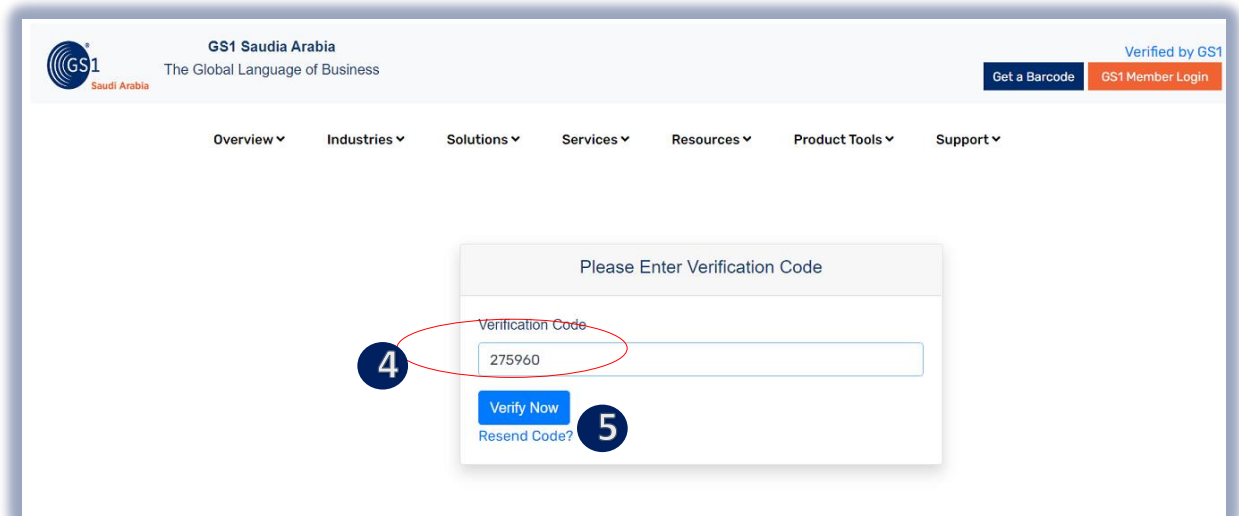 GS1
Saudi Arabia
GS1 Saudia Arabia
The Global Language of Business
Verified by GS1
Get a Barcode GS1 Member Login
Overview Industries Solutions Services Resources Product Tools Support
Please Enter Verification Code
Verification Code
4 275960
Verify Now
5
Resend Code?